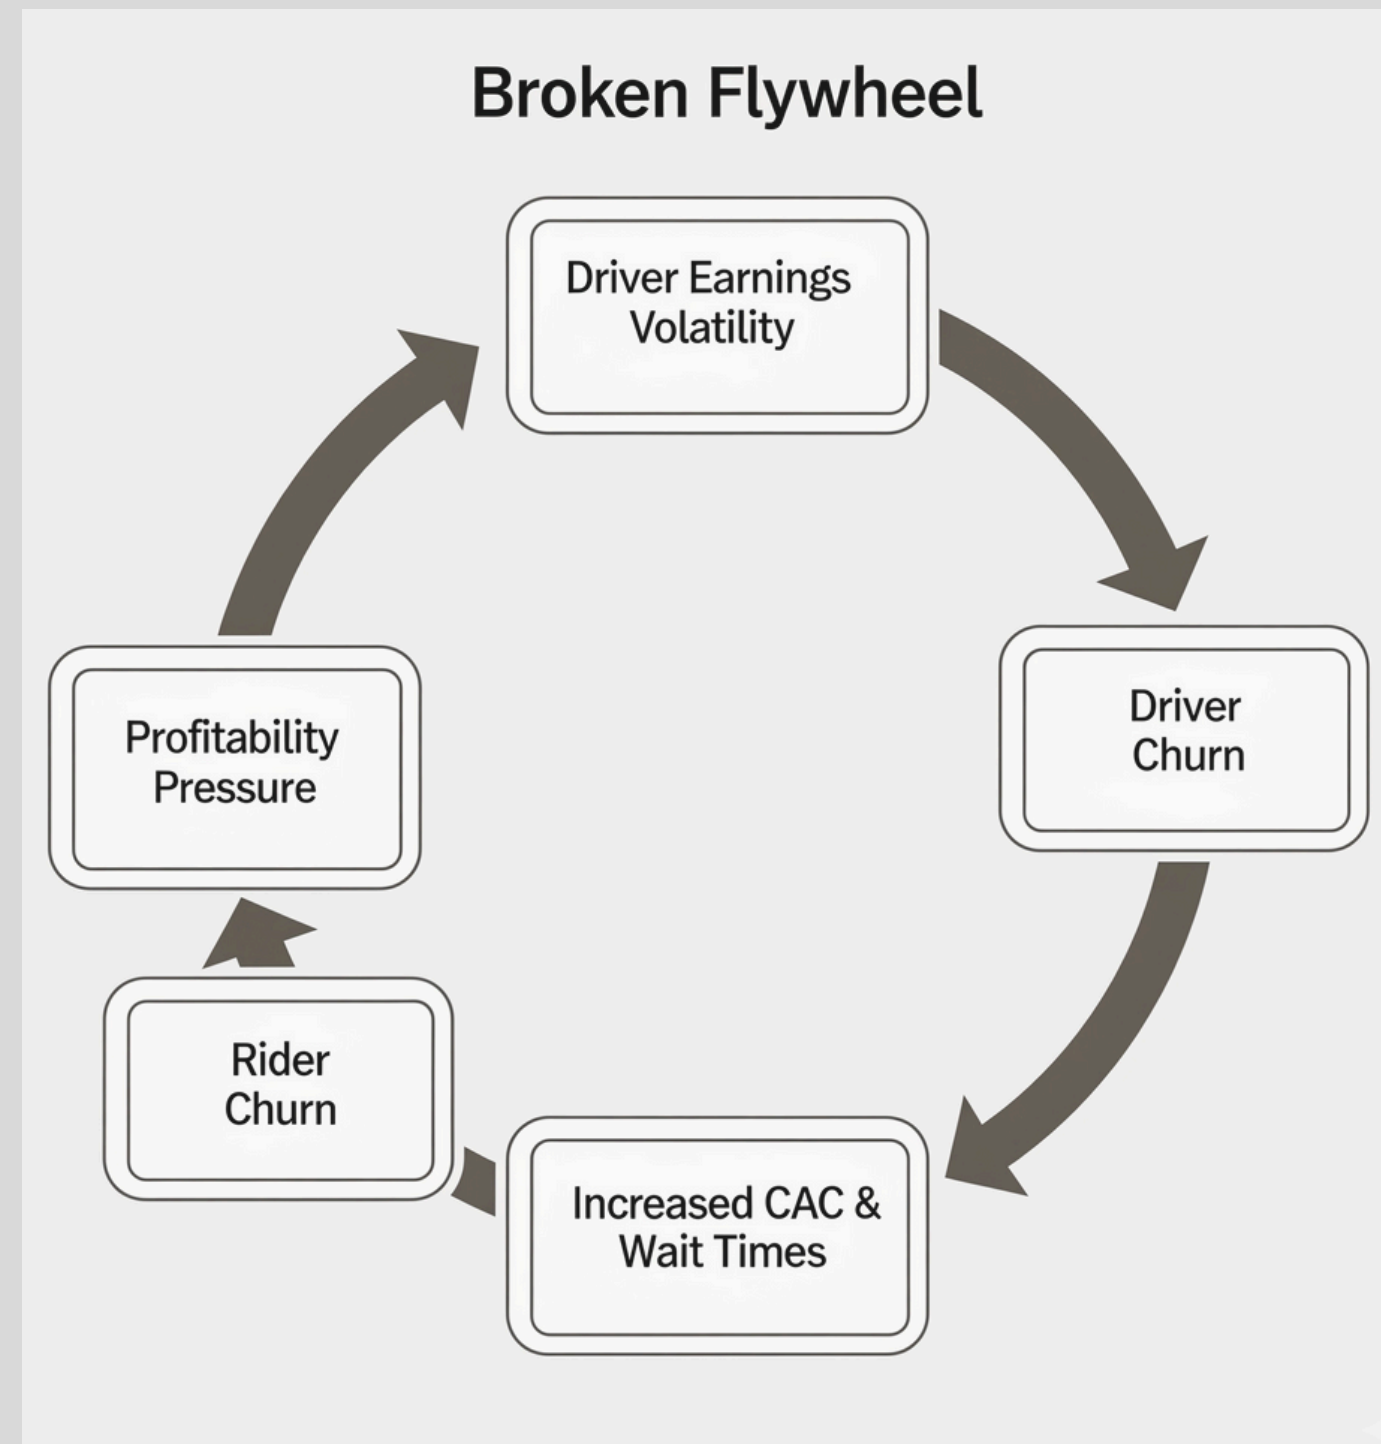 Broken Flywheel
Driver Earnings
Volatility
Driver
Churn
Increased CAC &
Wait Times
Rider
Churn
Profitability
Pressure